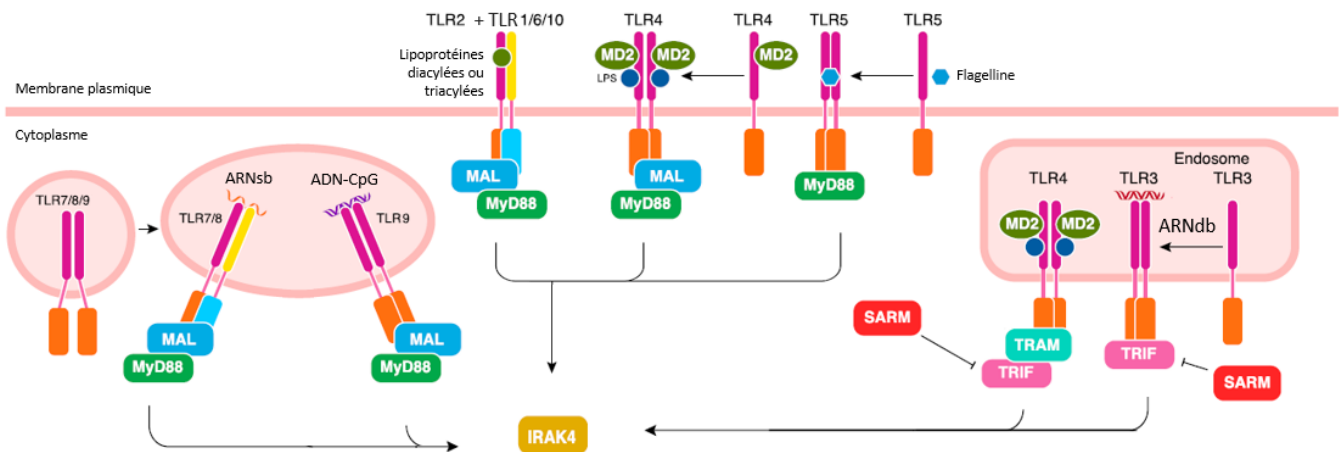 TLR2 + TLR 1/6/10
TLR4
TLR4
TLR5
TLR5
Lipoprotéines
diacylées ou
triacylées
MD2
MD2
MD2
LPS
Flagelline
Membrane plasmique
Cytoplasme
MAL
MyD88
MAL
MyD88
MyD88
TLR7/8/9
ARNsb
ADN-CpG
TLR7/8
TLR9
MAL
MyD88
MAL
MyD88
Endosome
TLR4
TLR3
TLR3
MD2
MD2
ARNdb
SARM
TRAM
TRIF
TRIF
SARM
IRAK4